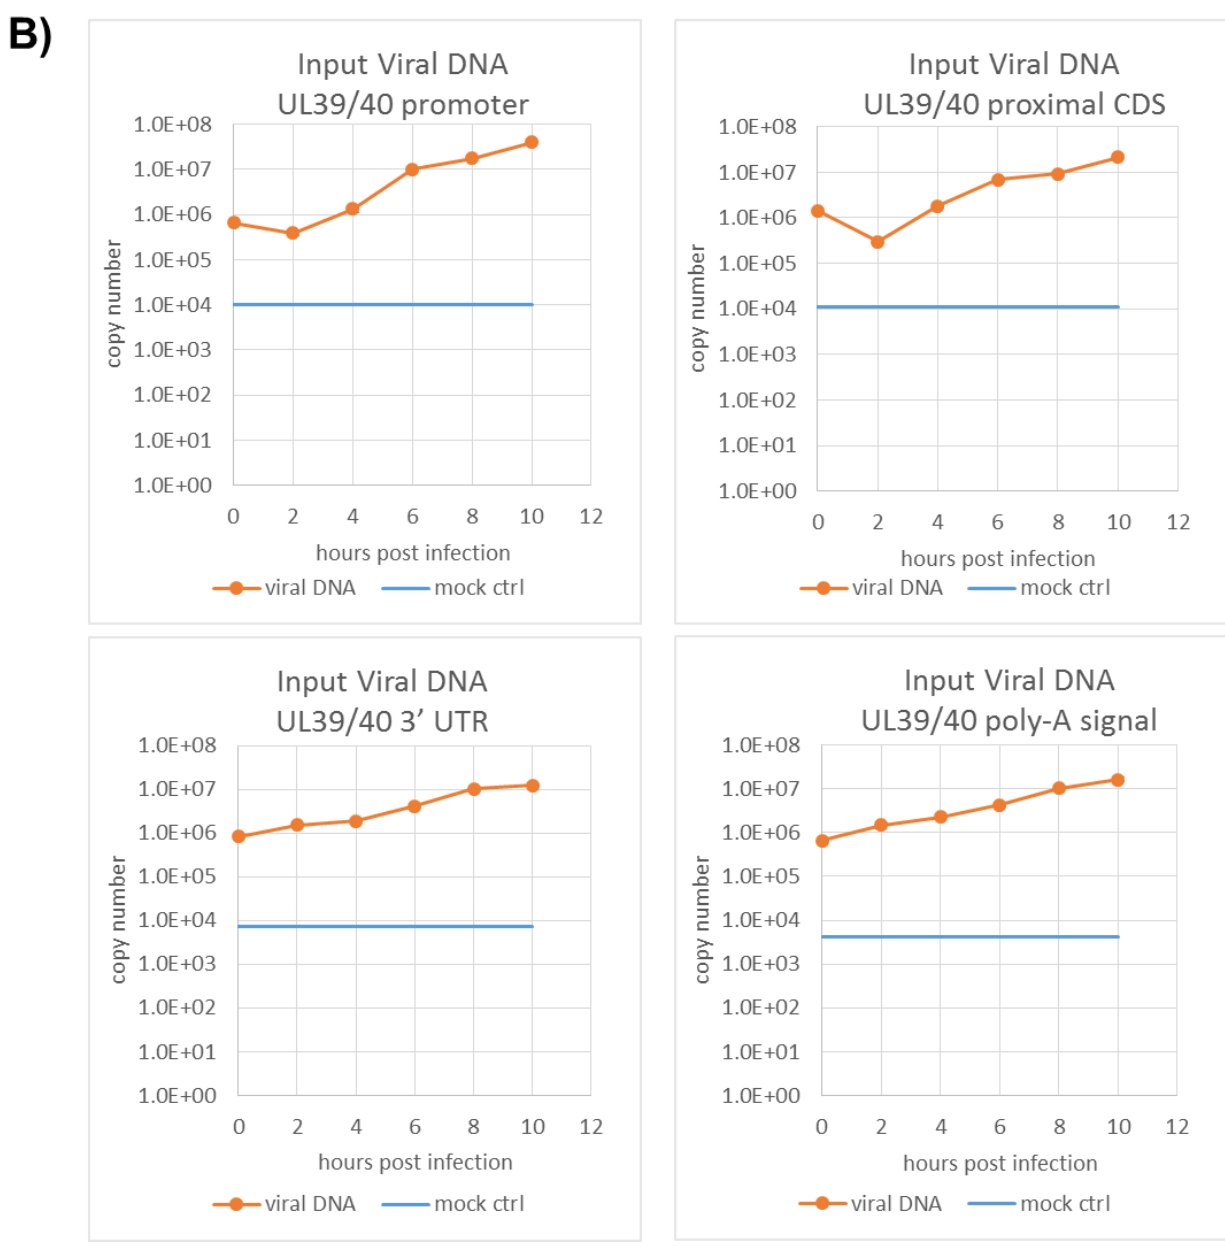 B)
Input Viral DNA
UL39/40 promoter
1.0E+08
1.0E+07
1.0E+06
1.0E+05
1.0E+04
1.0E+03
1.0E+02
1.0E+01
1.0E+00
copy number
0 2 4 6 8 10 12
hours post infection
viral DNA mock ctrl
Input Viral DNA
UL39/40 proximal CDS
1.0E+08
1.0E+07
1.0E+06
1.0E+05
1.0E+04
1.0E+03
1.0E+02
1.0E+01
1.0E+00
copy number
0 2 4 6 8 10 12
hours post infection
viral DNA mock ctrl
Input Viral DNA
UL39/40 3’ UTR
1.0E+08
1.0E+07
1.0E+06
1.0E+05
1.0E+04
1.0E+03
1.0E+02
1.0E+01
1.0E+00
copy number
0 2 4 6 8 10 12
hours post infection
viral DNA mock ctrl
Input Viral DNA
UL39/40 poly-A signal
1.0E+08
1.0E+07
1.0E+06
1.0E+05
1.0E+04
1.0E+03
1.0E+02
1.0E+01
1.0E+00
copy number
0 2 4 6 8 10 12
hours post infection
viral DNA mock ctrl